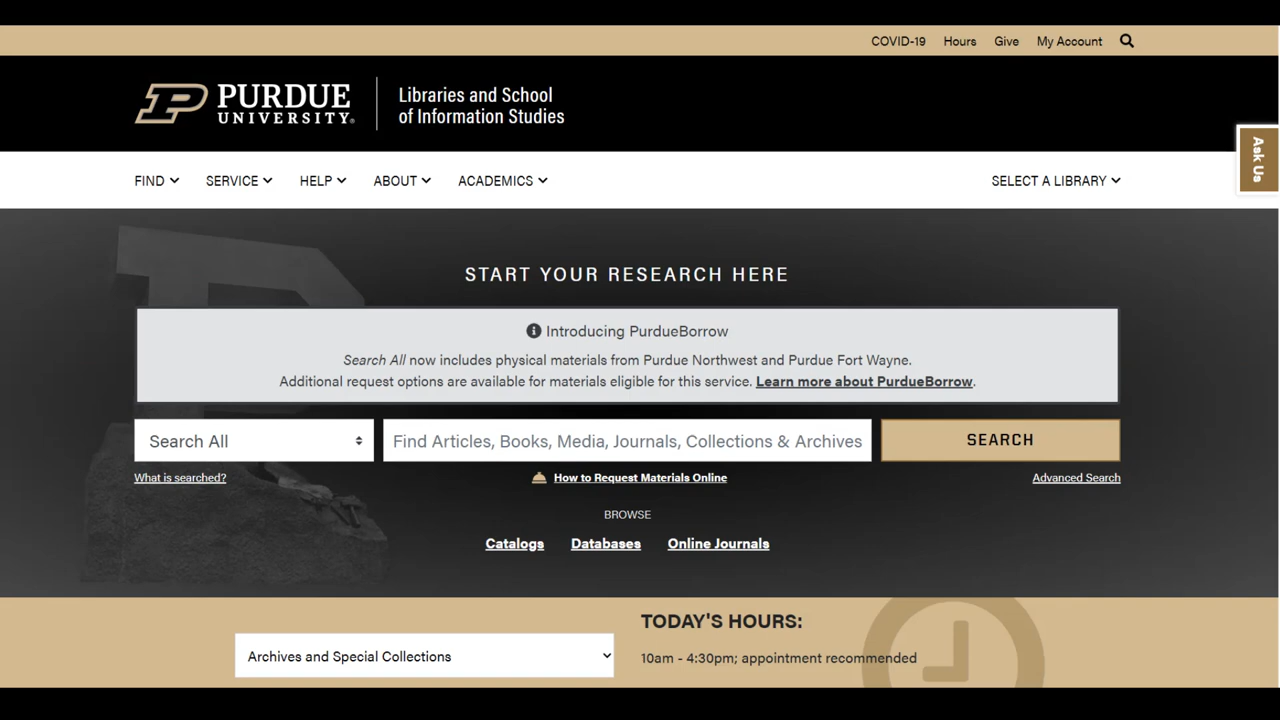 COVID-19 Hours Give My Account
PURDUE UNIVERSITY®
Libraries and School
of Information Studies
Ask Us
FIND SERVICE HELP ABOUT ACADEMICS SELECT A LIBRARY
START YOUR RESEARCH HERE
Introducing PurdueBorrow
Search All now includes physical materials from Purdue Northwest and Purdue Fort Wayne.
Additional request options are available for materials eligible for this service. Learn more about PurdueBorrow.
Search All Find Articles, Books, Media, Journals, Collections & Archives SEARCH
What is searched? How to Request Materials Online Advanced Search
BROWSE
Catalogs Databases Online Journals
TODAY'S HOURS:
Archives and Special Collections 10am - 4:30pm; appointment recommended